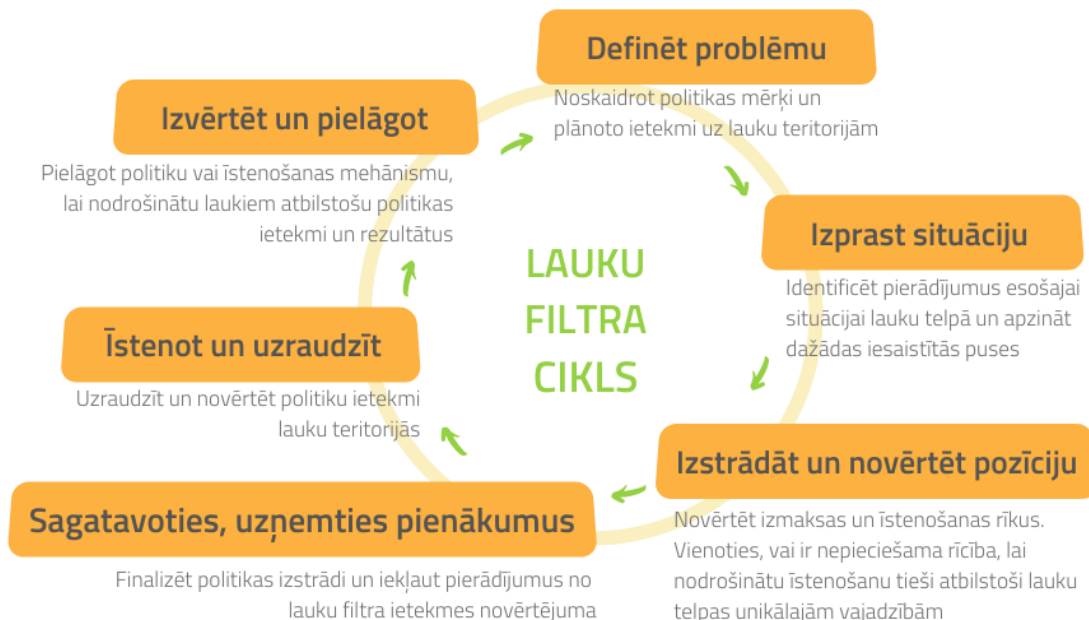 Definēt problēmu
Noskaidrot politikas mērķi un
plānoto ietekmi uz lauku teritorijām
Izprast situāciju
Identificēt pierādījumus esošajai
situācijai lauku telpā un apzināt
dažādas iesaistītās puses
Izstrādāt un novērtēt pozīciju
Novērtēt izmaksas un īstenošanas rīkus.
Vienoties, vai ir nepieciešama rīcība, lai
nodrošinātu īstenošanu tieši atbilstoši lauku
telpas unikālajām vajadzībām
Sagatavoties, uzņemties pienākumus
Finalizēt politikas izstrādi un iekļaut pierādījumus no
lauku filtra ietekmes novērtējuma
Īstenot un uzraudzīt
Uzraudzīt un novērtēt politiku ietekmi
lauku teritorijās
Izvērtēt un pielāgot
Pielāgot politiku vai īstenošanas mehānismu,
lai nodrošinātu laukiem atbilstošu politikas
ietekmi un rezultātus
LAUKU
FILTRA
CIKLS